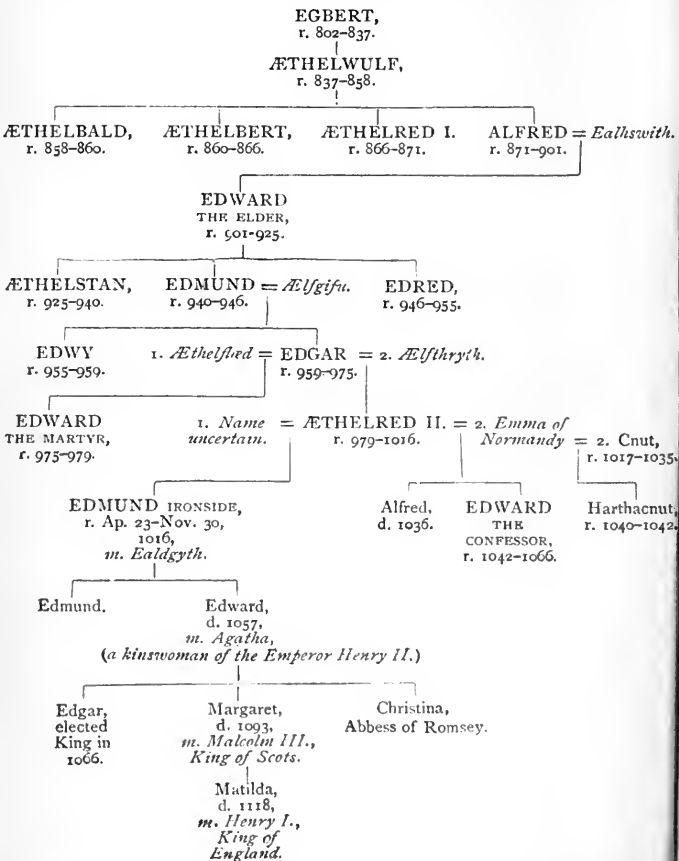 EGBERT,
r. 802-837.
ÆTHELWULF,
r. 837-858.
ÆTHELBALD, ÆTHELBERT, ÆTHELRED I. ALFRED = Ealhswith.
r. 858-860. r. 860-866. r. 866-871. r. 871-901.
EDWARD
THE ELDER,
r. 901-925.
ÆTHELSTAN, EDMUND = Ælfgifu. EDRED,
r. 925-940. r. 940-946. r. 946-955.
EDWY 1. Æthelflæd = EDGAR = 2. Ælfthryth.
r. 955-959. r. 959-975.
EDWARD 1. Name = ÆTHELRED II. = 2. Emma of
THE MARTYR, uncertain. r. 979-1016. Normandy = 2. Cnut,
r. 975-979. r. 1017-1035.
EDMUND IRONSIDE, Alfred, EDWARD Harthacnut,
r. Ap. 23-Nov. 30, d. 1036. THE r. 1040-1042.
1016, CONFESSOR,
m. Ealdgyth. r. 1042-1066.
Edmund. Edward,
d. 1057,
m. Agatha,
(a kinswoman of the Emperor Henry II.)
Edgar, Margaret, Christina,
elected d. 1093, Abbess of Romsey.
King in m. Malcolm III.,
1066. King of Scots.
Matilda,
d. 1118,
m. Henry I.,
King of
England.